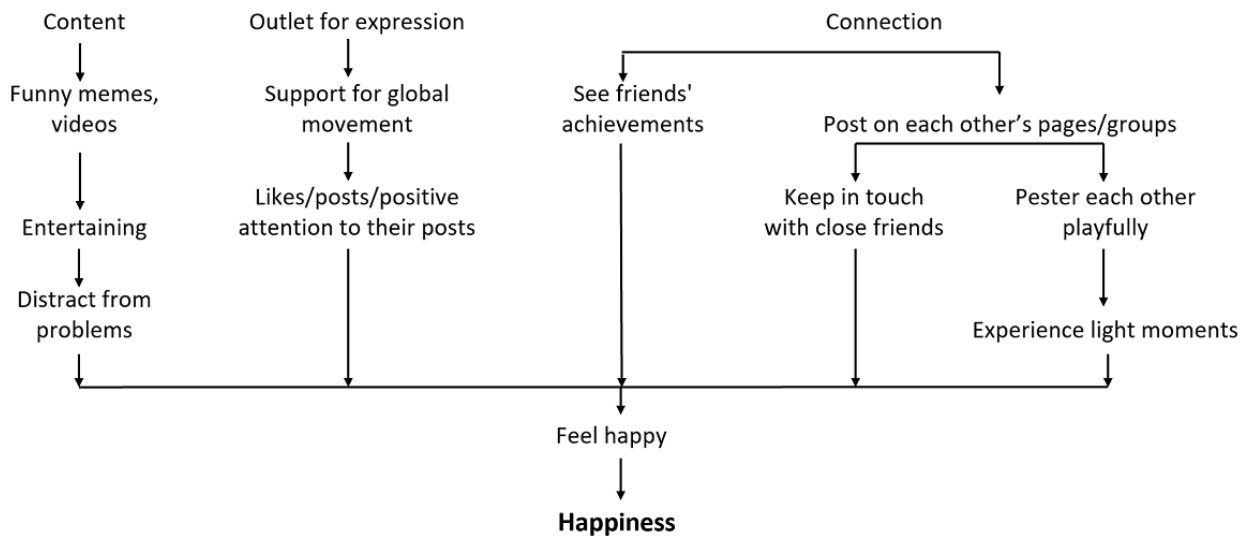 Content
Outlet for expression
Connection
Funny memes,
videos
Support for global
movement
See friends'
achievements
Post on each other’s pages/groups
Entertaining
Likes/posts/positive
attention to their posts
Keep in touch
with close friends
Pester each other
playfully
Distract from
problems
Experience light moments
Feel happy
Happiness